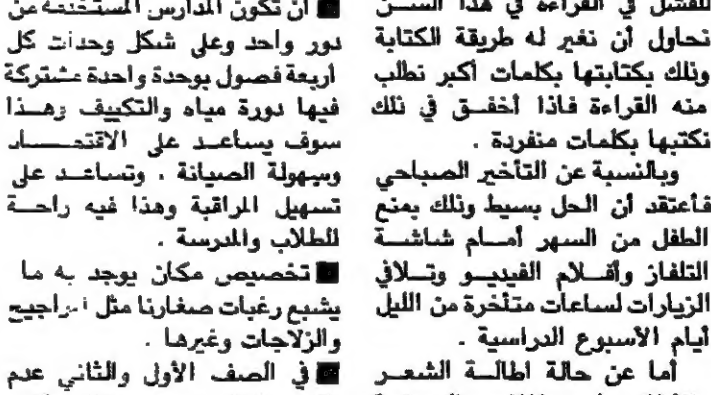 للفشل في القراءة في هذا السن
نحاول أن نغير له طريقة الكتابة
وذلك بكتابتها بكلمات أكبر نطلب
منه القراءة فاذا أخفق في ذلك
نكتبها بكلمات منفردة .
وبالنسبة عن التأخير الصباحي
فأعتقد أن الحل بسيط وذلك بمنع
الطفل من السهر أمام شاشة
التلفاز وأفلام الفيديو وتلافي
الزيارات لساعات متأخرة من الليل
أيام الأسبوع الدراسية .
أما عن حالة اطالة الشعر
■ أن تكون المدارس المستحدثة من
دور واحد وعلى شكل وحدات كل
أربعة فصول بوحدة واحدة مشتركة
فيها دورة مياه والتكييف وهذا
سوف يساعد على الاقتصاد
وسهولة الصيانة . وتساعد على
تسهيل المراقبة وهذا فيه راحة
للطلاب والمدرسة .
■ تخصيص مكان يوجد به ما
يشبع رغبات صغارنا مثل المراجيح
والزلاجات وغيرها .
■ في الصف الأول والثاني عدم